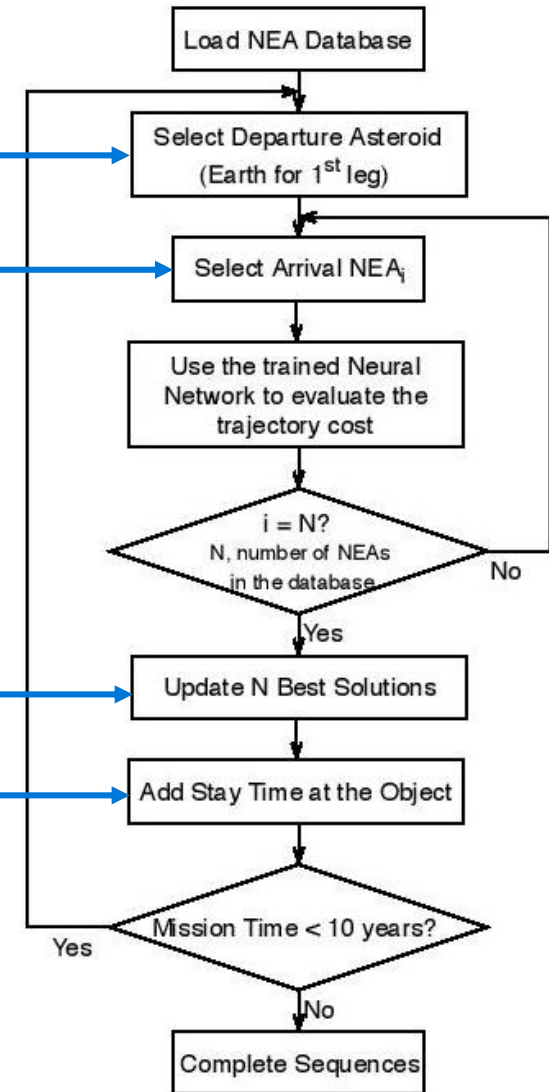 Load NEA Database
Select Departure Asteroid
(Earth for 1st leg)
Select Arrival NEAi
Use the trained Neural
Network to evaluate the
trajectory cost
i = N?
N, number of NEAs
in the database
No
Yes
Update N Best Solutions
Add Stay Time at the Object
Mission Time < 10 years?
Yes
No
Complete Sequences